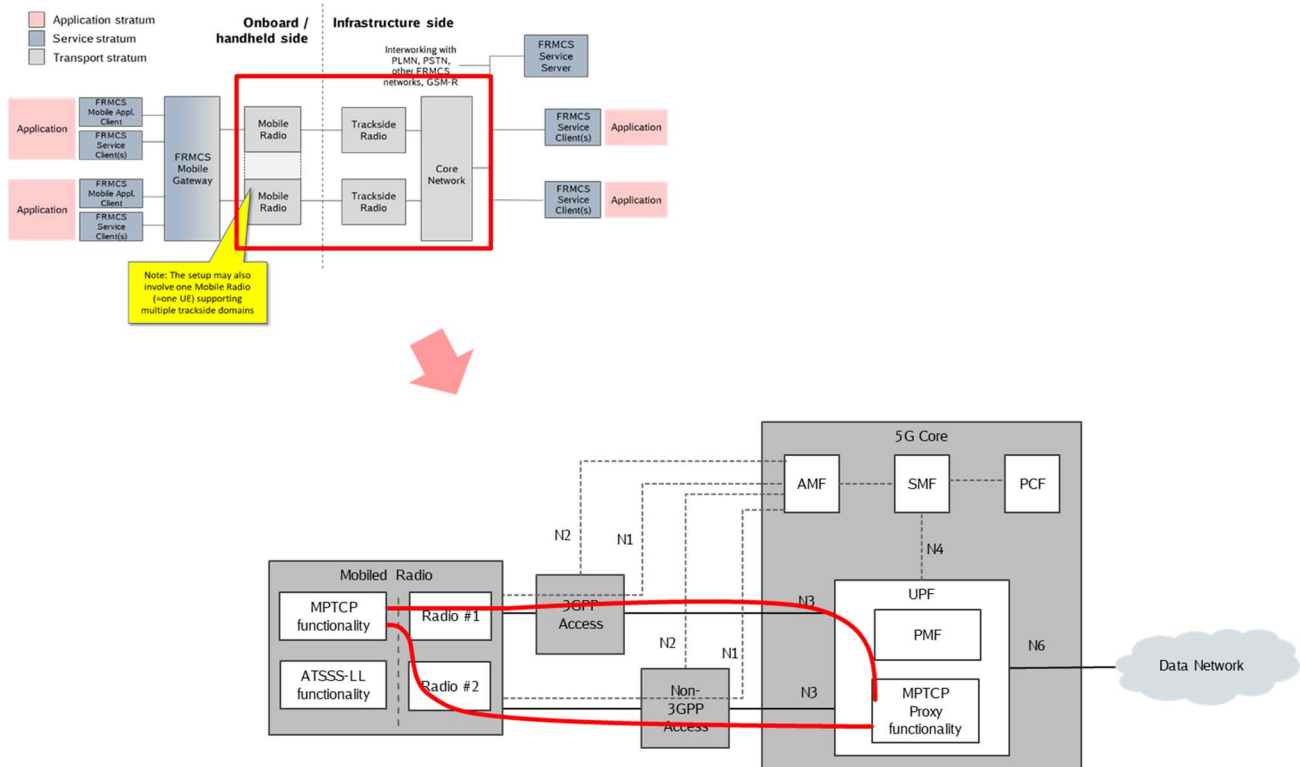 Application stratum
Service stratum
Transport stratum
Onboard /
handheld side
Infrastructure side
Interworking with
PLMN, PSTN,
other FRMCS
networks, GSM-R
FRMCS
Service
Server
Application
FRMCS
Mobile Appl.
Client
FRMCS
Service
Client(s)
Application
FRMCS
Mobile Appl.
Client
FRMCS
Service
Client(s)
FRMCS
Mobile
Gateway
Mobile
Radio
Mobile
Radio
Trackside
Radio
Trackside
Radio
Core
Network
FRMCS
Service
Client(s)
Application
FRMCS
Service
Client(s)
Application
Note: The setup may also
involve one Mobile Radio
(=one UE) supporting
multiple trackside domains
5G Core
AMF
SMF
PCF
N2
N1
N4
Mobiled Radio
MPTCP
functionality
Radio #1
ATSSS-LL
functionality
Radio #2
3GPP
Access
N3
N2
N1
Non-
3GPP
Access
N3
UPF
PMF
MPTCP
Proxy
functionality
N6
Data Network